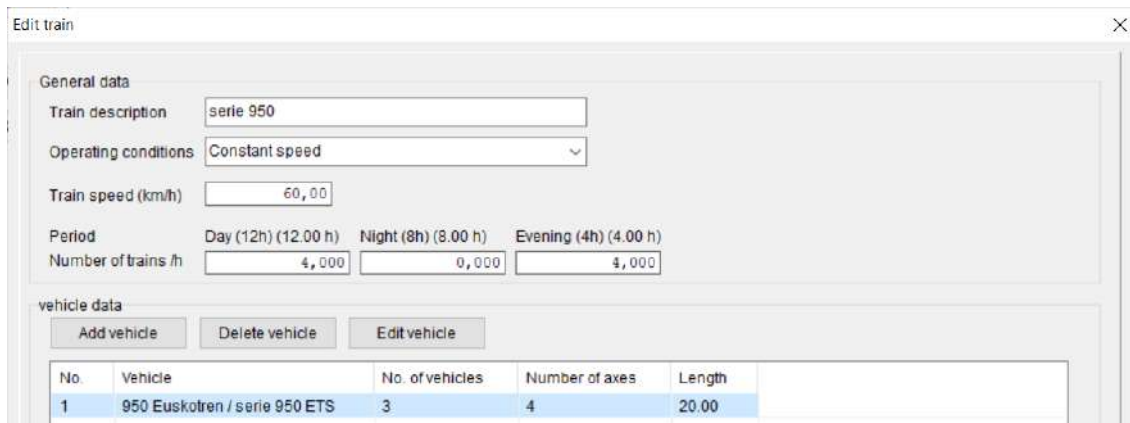 Edit train
General data
Train description serie 950
Operating conditions Constant speed
Train speed (km/h) 60,00
Period Day (12h) (12.00 h) Night (8h) (8.00 h) Evening (4h) (4.00 h)
Number of trains /h 4,000 0,000 4,000
vehicle data
Add vehicle Delete vehicle Edit vehicle
No. Vehicle No. of vehicles Number of axes Length
1 950 Euskotren / serie 950 ETS 3 4 20.00